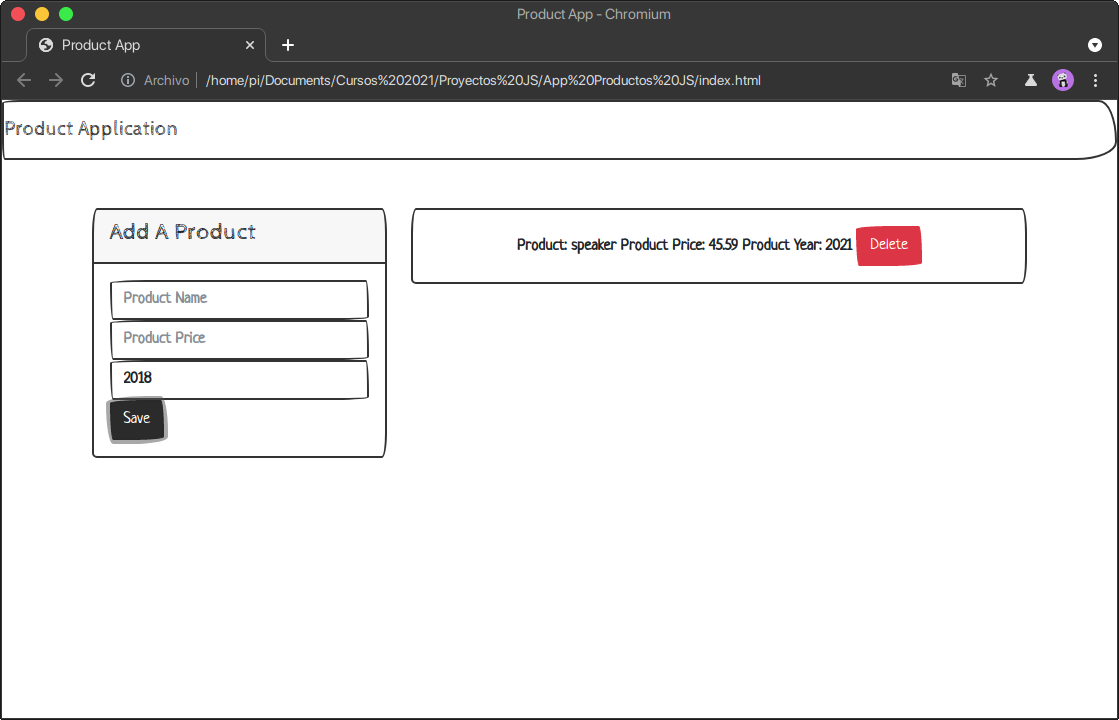 Product App - Chromium
Product App
Archivo /home/pi/Documents/Cursos%202021/Proyectos%20JS/App%20Productos%20JS/index.html
Product Application
Add A Product
Product Name
Product Price
2018
Save
Product: speaker Product Price: 45.59 Product Year: 2021 Delete